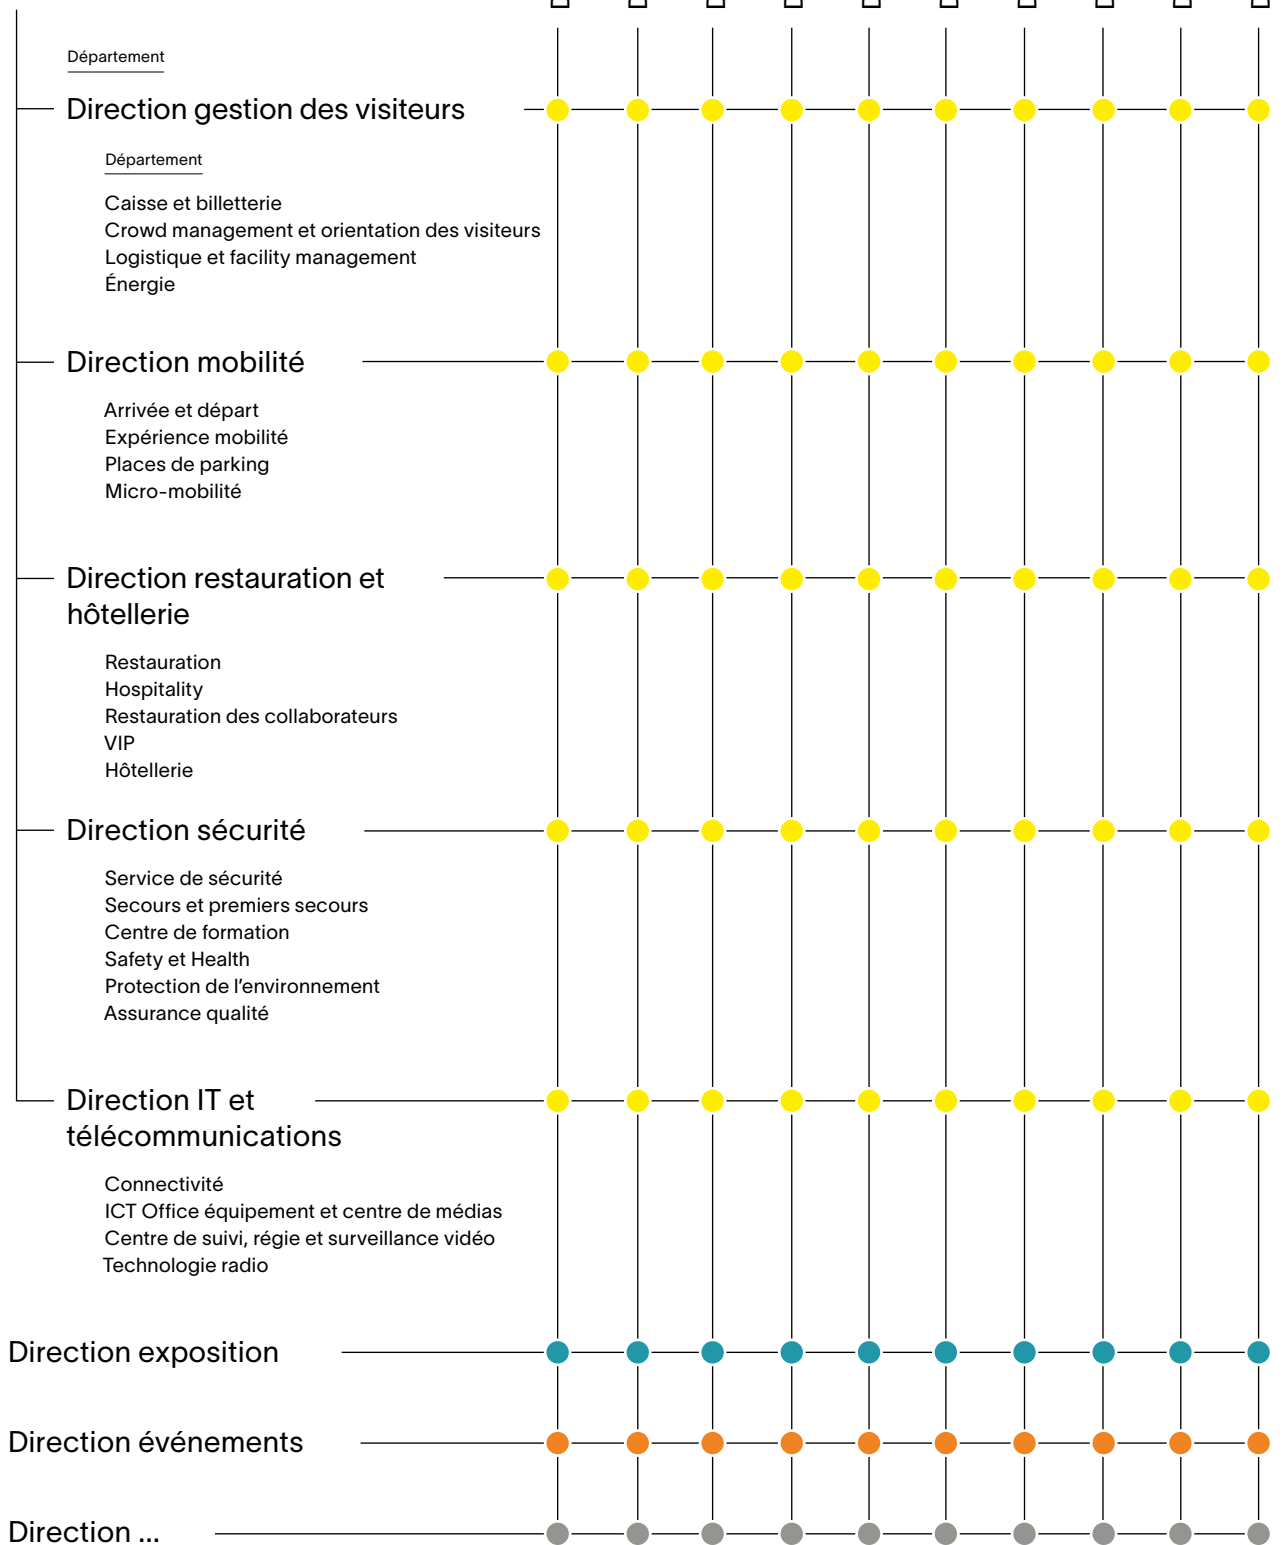 Département
Direction gestion des visiteurs
Département
Caisse et billetterie
Crowd management et orientation des visiteurs
Logistique et facility management
Énergie
Direction mobilité
Arrivée et départ
Expérience mobilité
Places de parking
Micro-mobilité
Direction restauration et
hôtellerie
Restauration
Hospitality
Restauration des collaborateurs
VIP
Hôtellerie
Direction sécurité
Service de sécurité
Secours et premiers secours
Centre de formation
Safety et Health
Protection de l'environnement
Assurance qualité
Direction IT et
télécommunications
Connectivité
ICT Office équipement et centre de médias
Centre de suivi, régie et surveillance vidéo
Technologie radio
Direction exposition
Direction événements
Direction ...